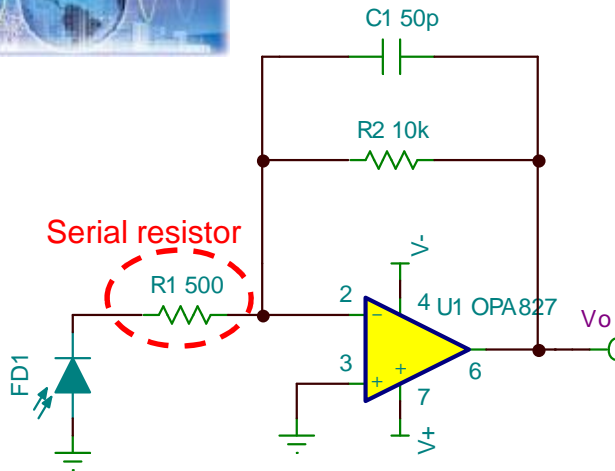 C1 50p
R2 10k
Serial resistor
R1 500
V-
2
4
U1 OPA827
Vo
−
FD1
3
+
+
7
6
V+